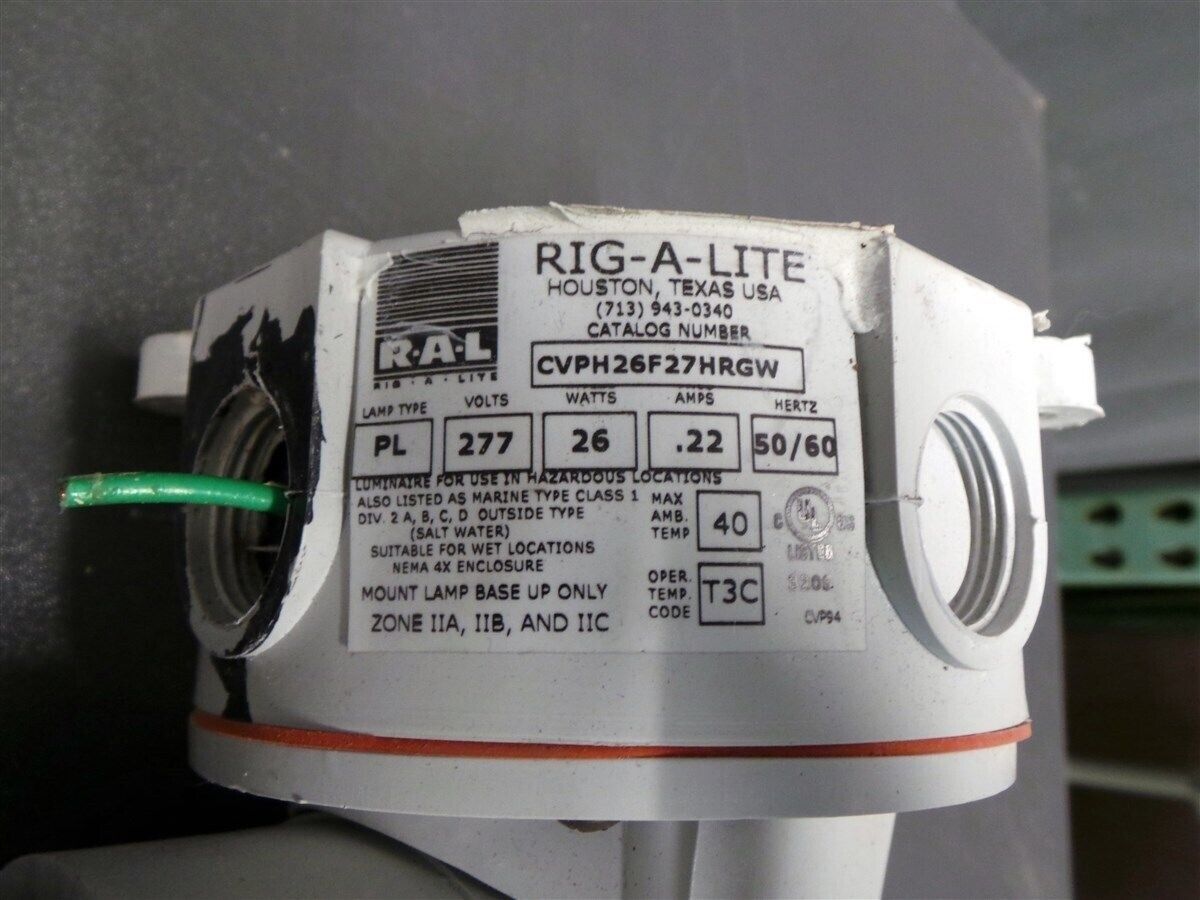 RIG-A-LITE
HOUSTON, TEXAS USA
(713) 943-0340
CATALOG NUMBER
R·A·L
RIG · A · LITE
CVPH26F27HRGW
LAMP TYPE VOLTS WATTS AMPS HERTZ
PL 277 26 .22 50/60
LUMINAIRE FOR USE IN HAZARDOUS LOCATIONS
ALSO LISTED AS MARINE TYPE CLASS 1
DIV. 2 A, B, C, D OUTSIDE TYPE
(SALT WATER)
SUITABLE FOR WET LOCATIONS
NEMA 4X ENCLOSURE
MOUNT LAMP BASE UP ONLY
ZONE IIA, IIB, AND IIC
MAX
AMB. 40
TEMP
OPER.
TEMP. T3C
CODE
C UL US
LISTED
CVP94